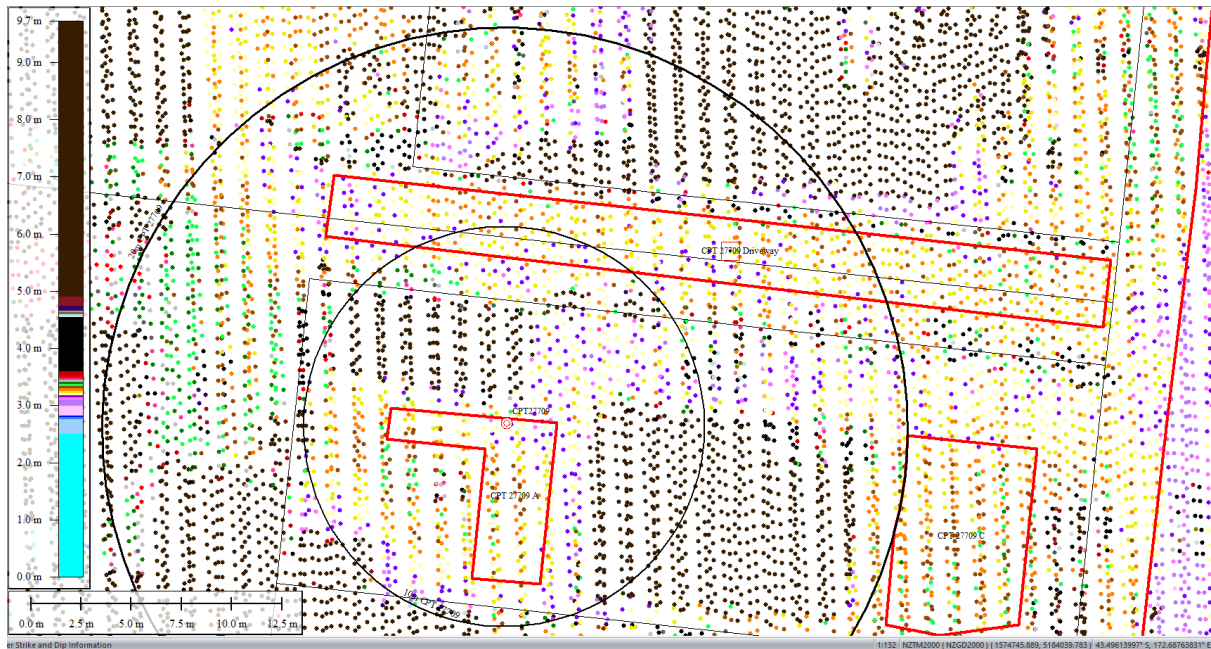 9.7 m
9.0 m
8.0 m
7.0 m
6.0 m
5.0 m
4.0 m
3.0 m
2.0 m
1.0 m
0.0 m
CPT 27709 Driveway
CPT27709
CPT 27709 A
CPT 27709 C
0.0 m 2.5 m 5.0 m 7.5 m 10.0 m 12.5 m
er Strike and Dip Information
1:132 NZTM2000 ( NZGD2000 ) ( 1574745.889, 5184039.783 ) 43.49613997° S, 172.68763831° E